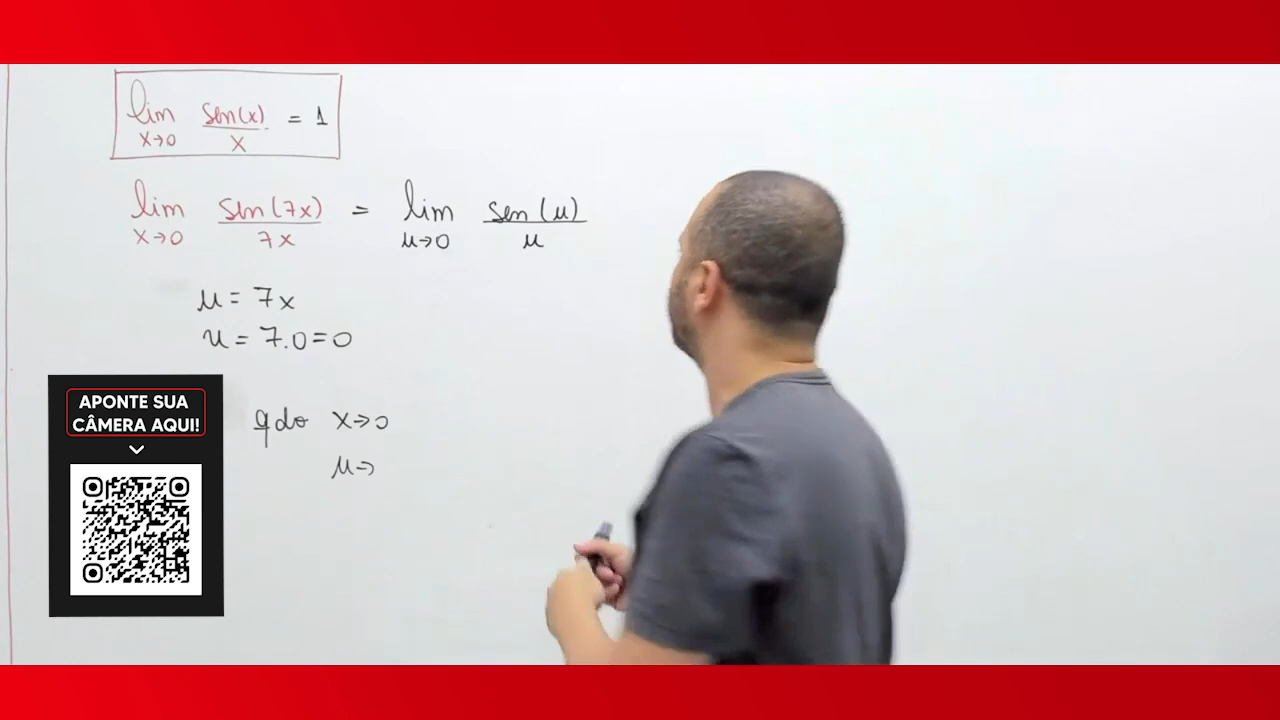 lim x→0 sen(x)/x = 1
lim x→0 sen(7x)/7x = lim u→0 sen(u)/u
u = 7x
u = 7.0=0
qdo x→0
u→
APONTE SUA
CÂMERA AQUI!